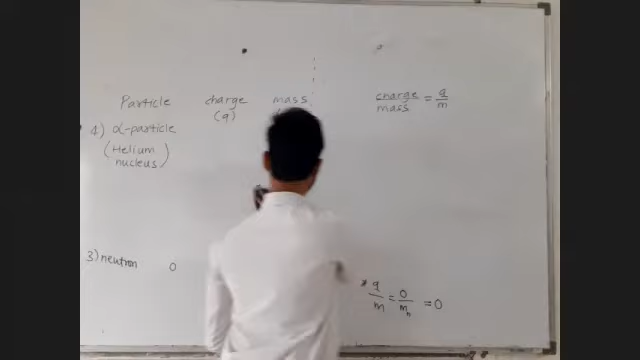 Particle charge mass charge/mass = q/m
(q)
4) α-particle
(Helium
nucleus)
3) neutron 0
q/m = 0/mn = 0